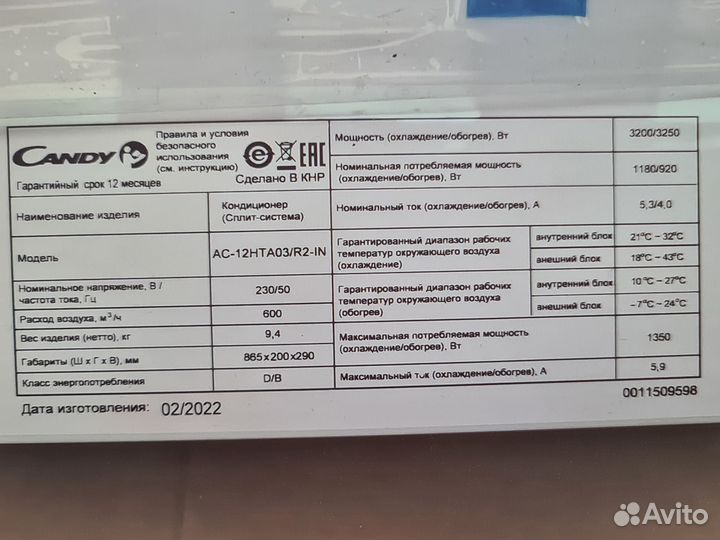 CANDY
Правила и условия
безопасного
использования
(см. инструкцию)
EAC
Гарантийный срок 12 месяцев
Сделано В КНР
Наименование изделия
Кондиционер
(Сплит-система)
Модель
AC-12HTA03/R2-IN
Номинальное напряжение, В /
частота тока, Гц
230/50
Расход воздуха, м³/ч
600
Вес изделия (нетто), кг
9,4
Габариты (Ш х Г х В), мм
865x200x290
Класс энергопотребления
D/B
Дата изготовления: 02/2022
Мощность (охлаждение/обогрев), Вт
3200/3250
Номинальная потребляемая мощность
(охлаждение/обогрев), Вт
1180/920
Номинальный ток (охлаждение/обогрев), А
5,3/4,0
Гарантированный диапазон рабочих
температур окружающего воздуха
(охлаждение)
внутренний блок
21°C ~ 32°C
внешний блок
18°C ~ 43°C
Гарантированный диапазон рабочих
температур окружающего воздуха
(обогрев)
внутренний блок
10°C ~ 27°C
внешний блок
-7°C ~ 24°C
Максимальная потребляемая мощность
(охлаждение/обогрев), Вт
1350
Максимальный ток (охлаждение/обогрев), А
5,9
0011509598
Avito